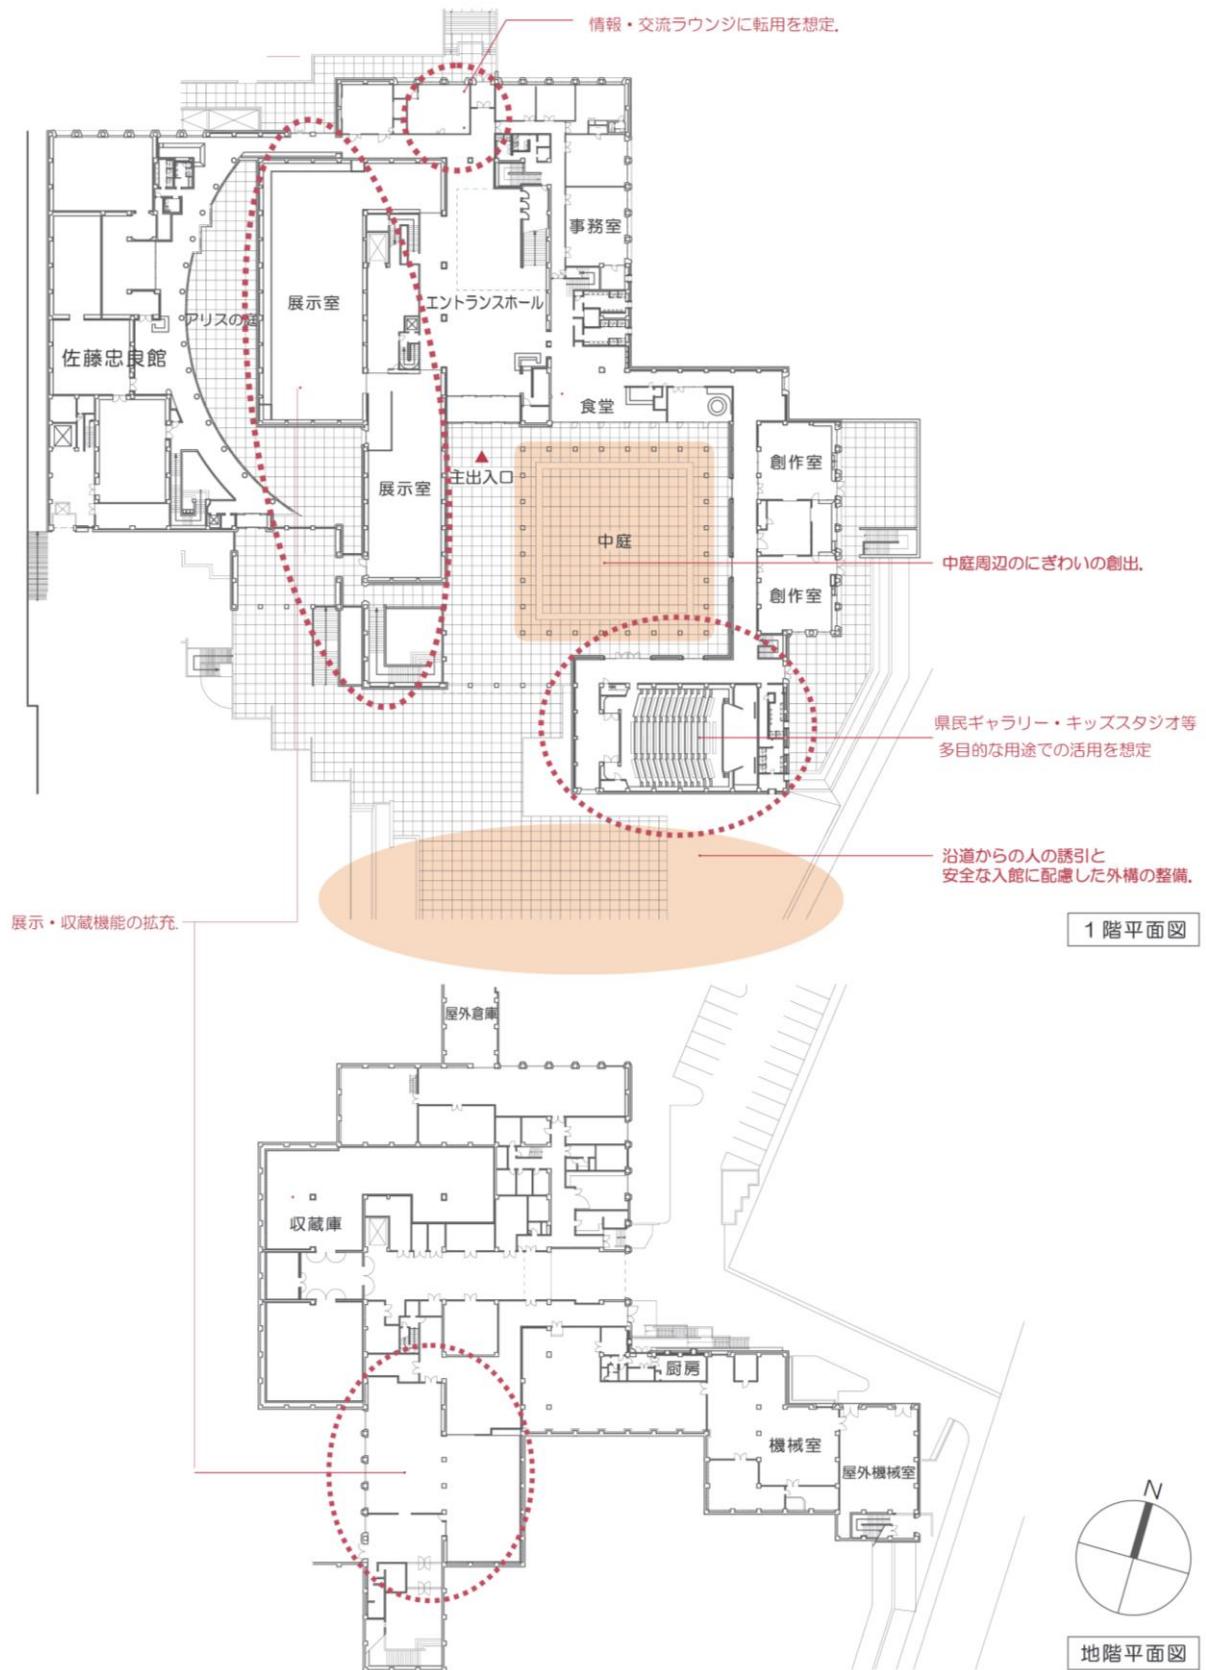 情報・交流ラウンジに転用を想定.
事務室
展示室
エントランスホール
アリスの庭
佐藤忠良館
食堂
創作室
主出入口
展示室
中庭
中庭周辺のにぎわいの創出.
創作室
県民ギャラリー・キッズスタジオ等
多目的な用途での活用を想定
沿道からの人の誘引と
安全な入館に配慮した外構の整備.
展示・収蔵機能の拡充.
1階平面図
屋外倉庫
収蔵庫
厨房
機械室
屋外機械室
N
地階平面図